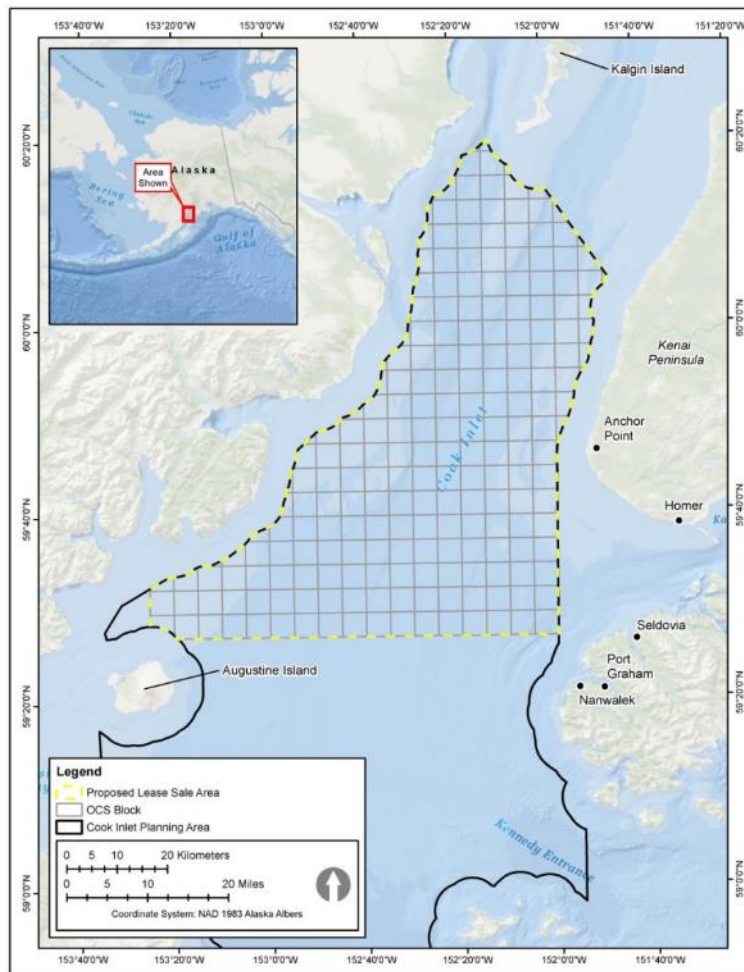 153°40'0"W 153°20'0"W 153°0'0"W 152°40'0"W 152°20'0"W 152°0'0"W 151°40'0"W 151°20'0"W
Kalgin Island
60°20'0"N
60°20'0"N
Area
Shown
Alaska
Bering
Sea
Gulf of
Alaska
60°0'0"N
60°0'0"N
Kenai
Peninsula
Cook Inlet
Anchor
Point
Homer
59°40'0"N
59°40'0"N
Seldovia
Port
Graham
Nanwalek
Augustine Island
59°20'0"N
59°20'0"N
Kennedy Entrance
59°0'0"N
59°0'0"N
Legend
Proposed Lease Sale Area
OCS Block
Cook Inlet Planning Area
0 5 10 20 Kilometers
0 5 10 20 Miles
Coordinate System: NAD 1983 Alaska Albers
153°40'0"W 153°20'0"W 153°0'0"W 152°40'0"W 152°20'0"W 152°0'0"W 151°40'0"W